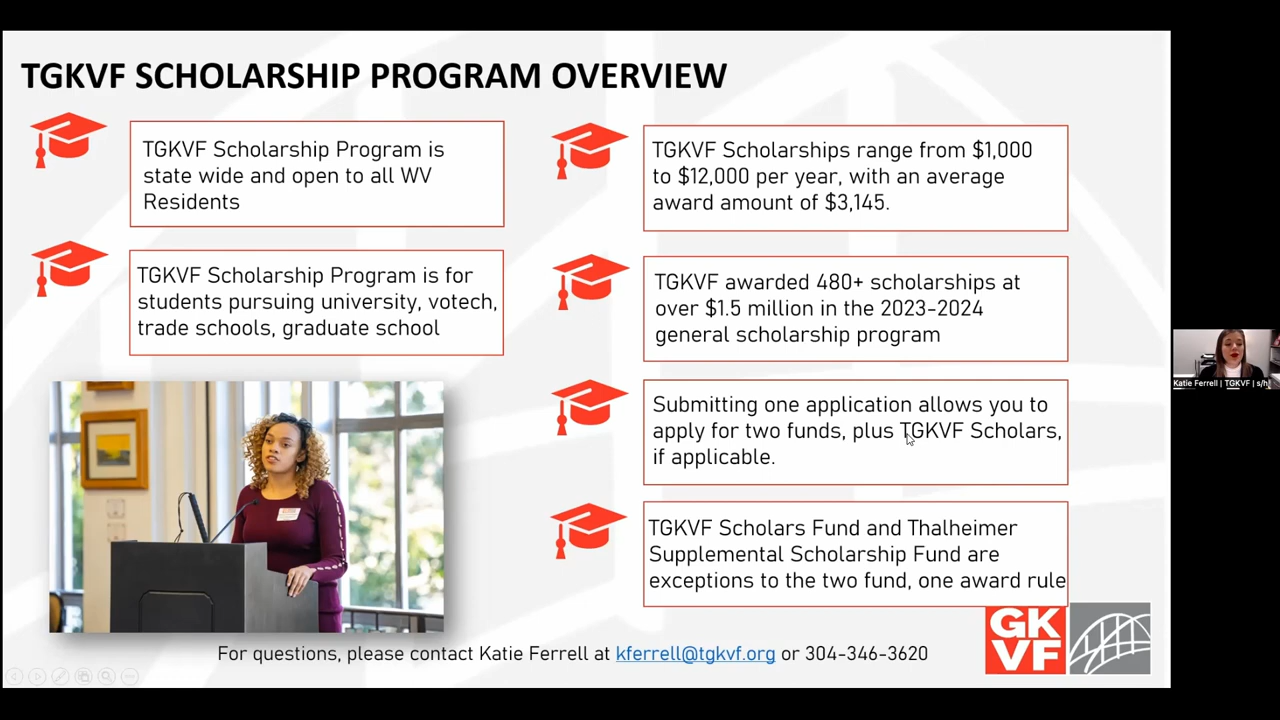 TGKVF SCHOLARSHIP PROGRAM OVERVIEW
TGKVF Scholarship Program is
state wide and open to all WV
Residents
TGKVF Scholarship Program is for
students pursuing university, votech,
trade schools, graduate school
TGKVF Scholarships range from $1,000
to $12,000 per year, with an average
award amount of $3,145.
TGKVF awarded 480+ scholarships at
over $1.5 million in the 2023-2024
general scholarship program
Submitting one application allows you to
apply for two funds, plus TGKVF Scholars,
if applicable.
TGKVF Scholars Fund and Thalheimer
Supplemental Scholarship Fund are
exceptions to the two fund, one award rule
For questions, please contact Katie Ferrell at kferrell@tgkvf.org or 304-346-3620
GK
VF
Katie Ferrell | TGKVF | s/h